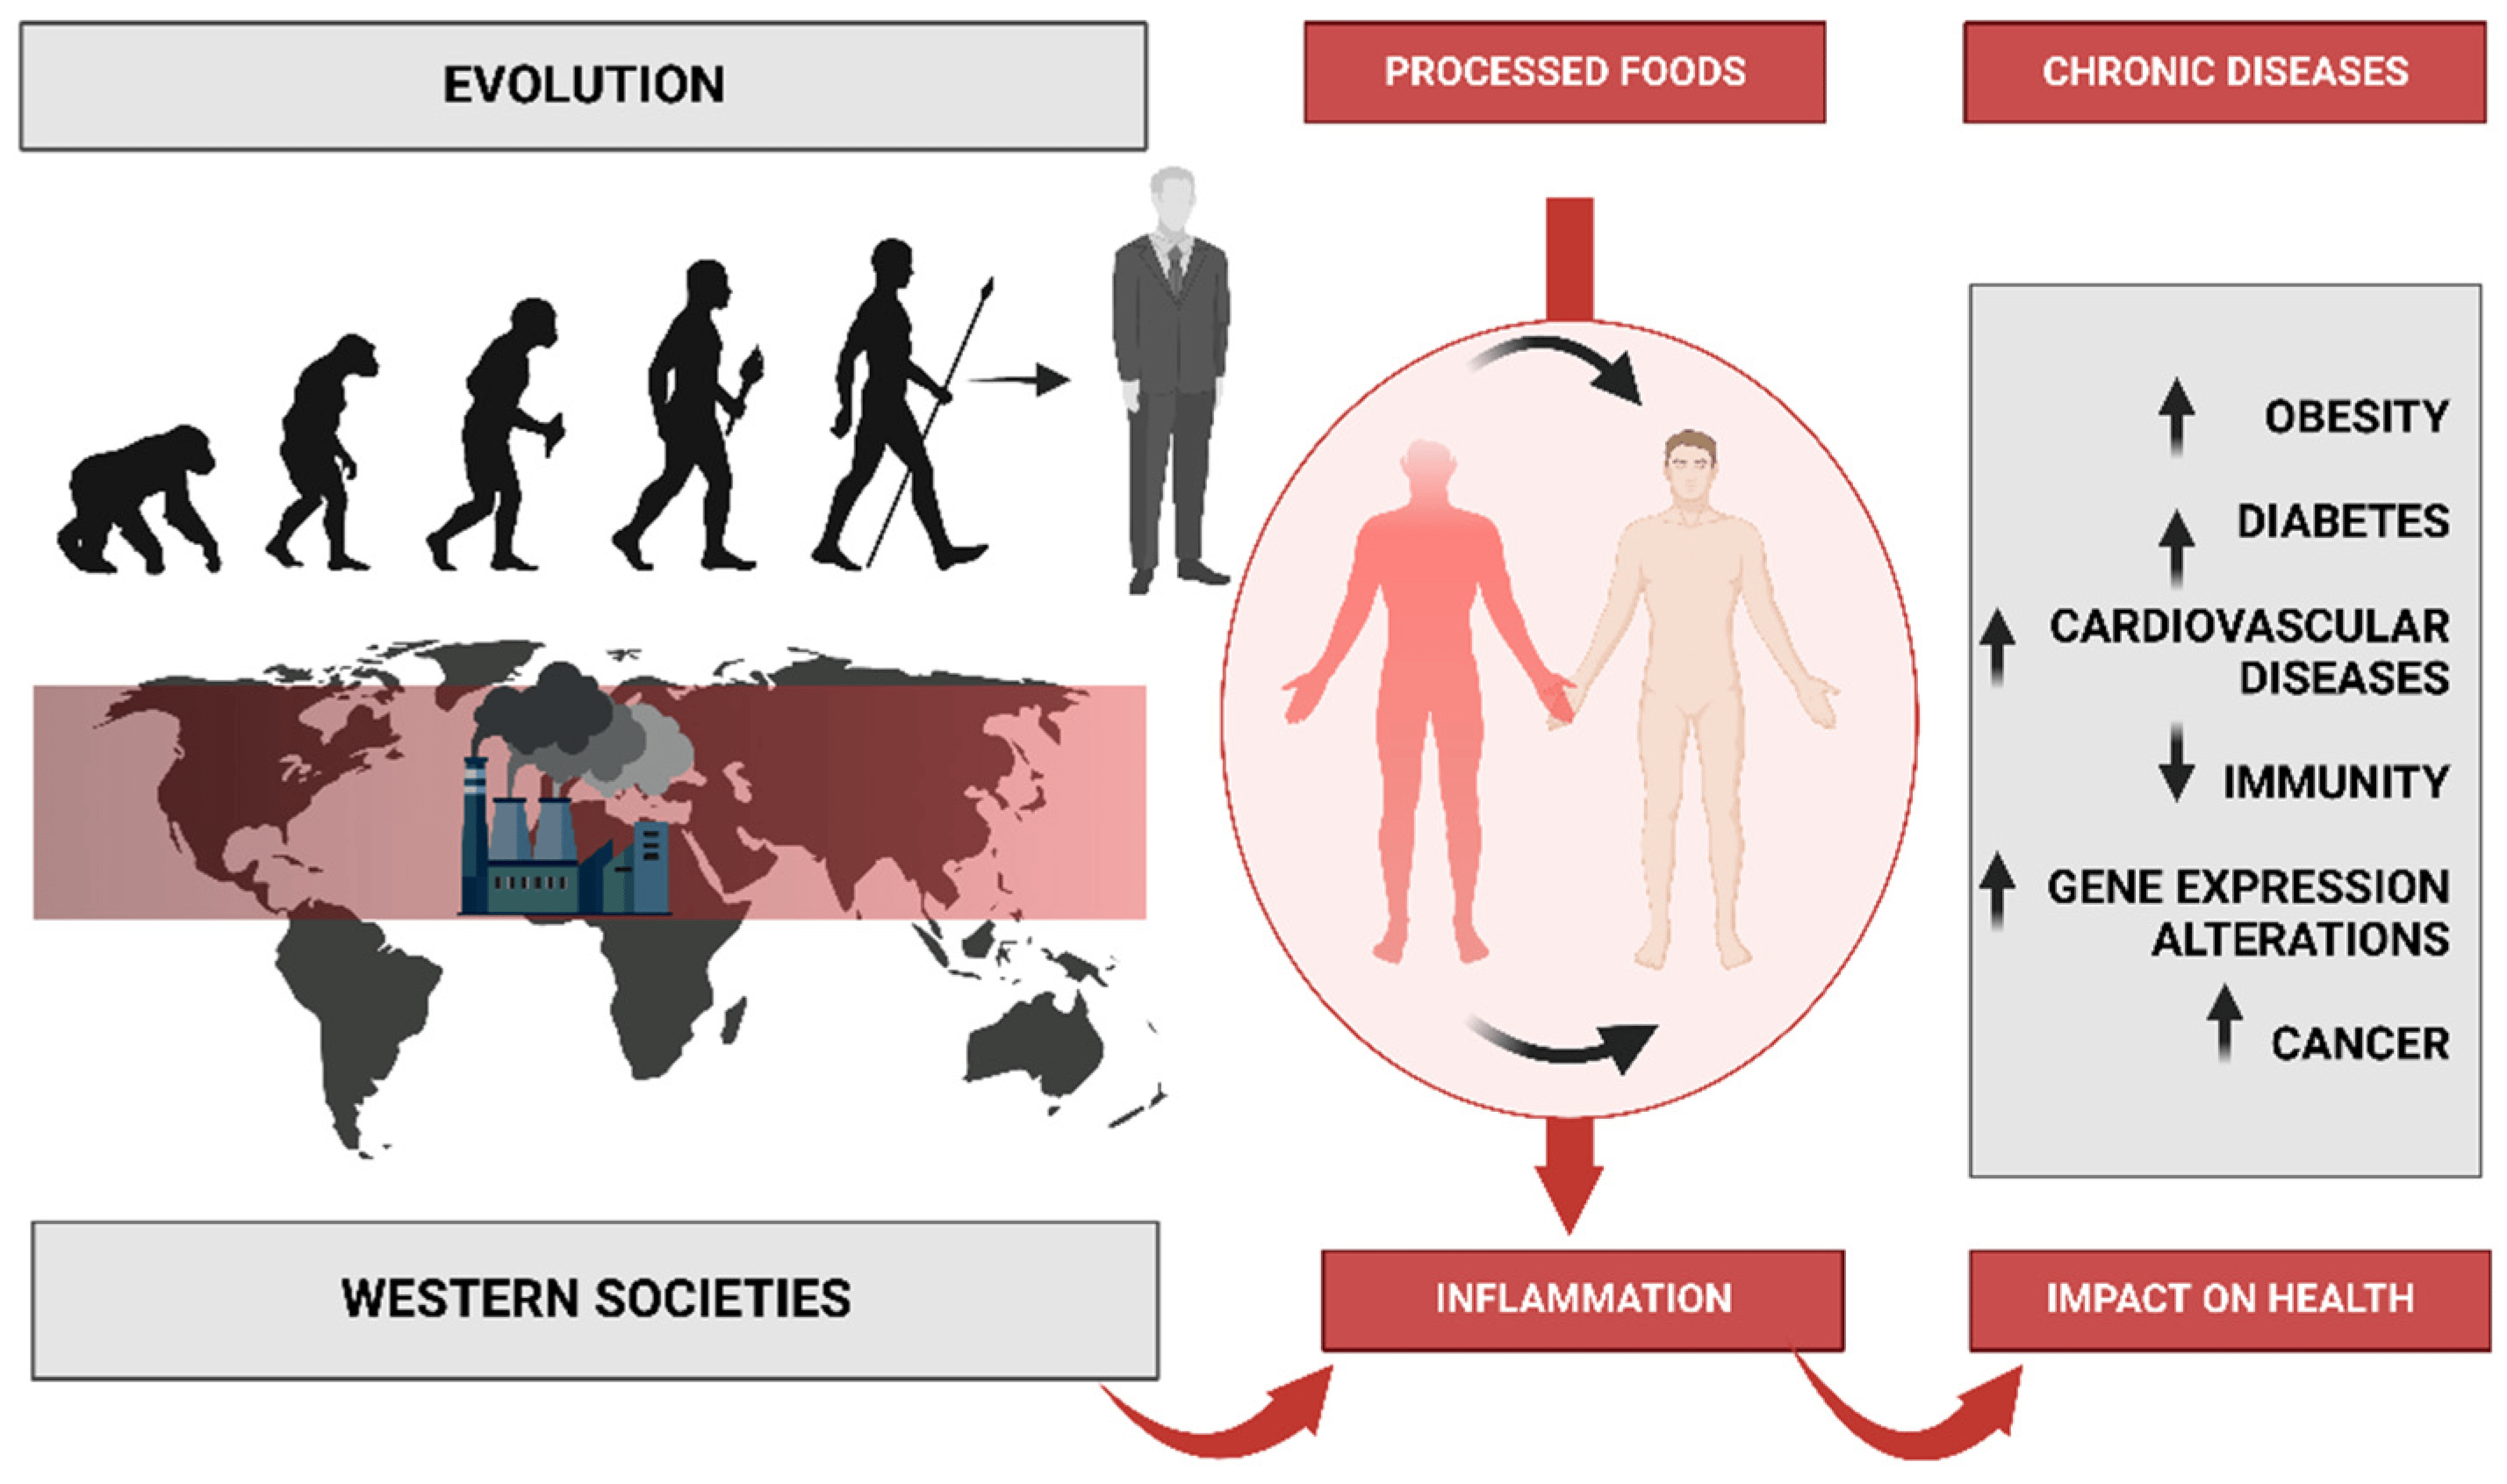 EVOLUTION
PROCESSED FOODS
CHRONIC DISEASES
OBESITY
DIABETES
CARDIOVASCULAR
DISEASES
IMMUNITY
GENE EXPRESSION
ALTERATIONS
CANCER
WESTERN SOCIETIES
INFLAMMATION
IMPACT ON HEALTH